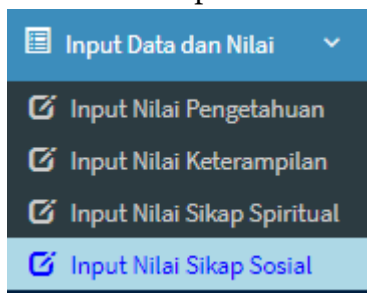 Input Data dan Nilai
Input Nilai Pengetahuan
Input Nilai Keterampilan
Input Nilai Sikap Spiritual
Input Nilai Sikap Sosial